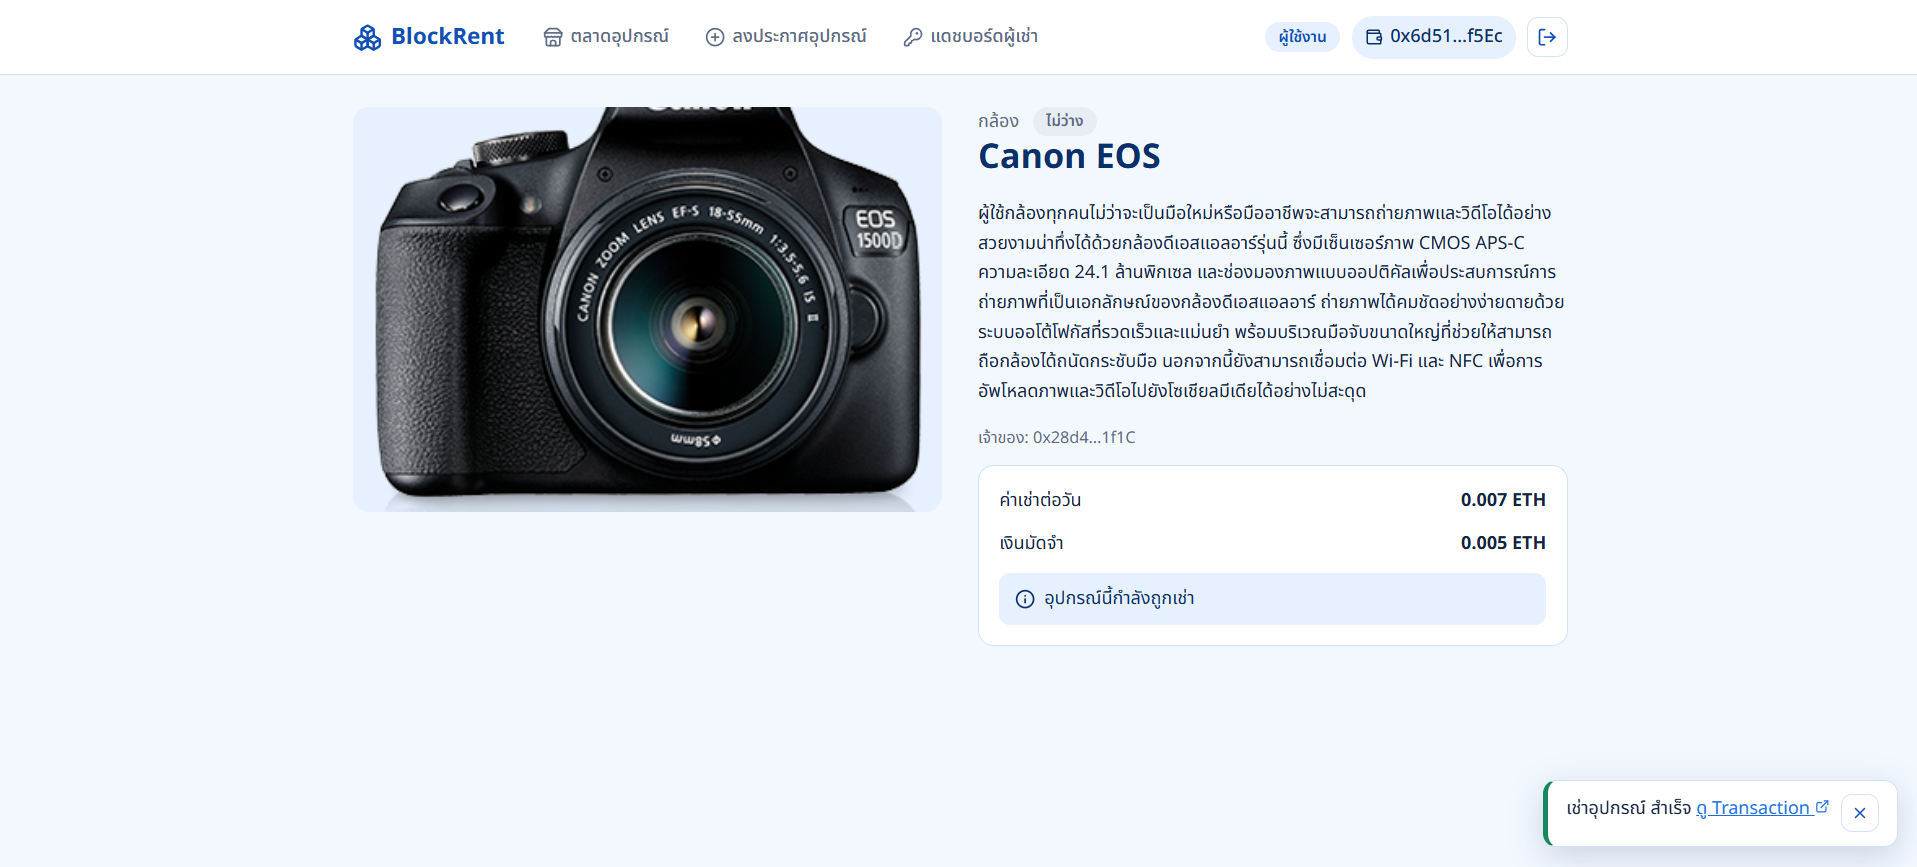 BlockRent
ตลาดอุปกรณ์
ลงประกาศอุปกรณ์
แดชบอร์ดผู้เช่า
ผู้ใช้งาน
0x6d51...f5Ec
CANON ZOOM LENS EF-S 18-55mm 1:3.5-5.6 IS II
EOS
1500D
Φ58mm
กล้อง
ไม่ว่าง
Canon EOS
ผู้ใช้กล้องทุกคนไม่ว่าจะเป็นมือใหม่หรือมืออาชีพจะสามารถถ่ายภาพและวิดีโอได้อย่าง
สวยงามน่าทึ่งได้ด้วยกล้องดีเอสแอลอาร์รุ่นนี้ ซึ่งมีเซ็นเซอร์ภาพ CMOS APS-C
ความละเอียด 24.1 ล้านพิกเซล และช่องมองภาพแบบออปติคัลเพื่อประสบการณ์การ
ถ่ายภาพที่เป็นเอกลักษณ์ของกล้องดีเอสแอลอาร์ ถ่ายภาพได้คมชัดอย่างง่ายดายด้วย
ระบบออโต้โฟกัสที่รวดเร็วและแม่นยำ พร้อมบริเวณมือจับขนาดใหญ่ที่ช่วยให้สามารถ
ถือกล้องได้ถนัดกระชับมือ นอกจากนี้ยังสามารถเชื่อมต่อ Wi-Fi และ NFC เพื่อการ
อัพโหลดภาพและวิดีโอไปยังโซเชียลมีเดียได้อย่างไม่สะดุด
เจ้าของ: 0x28d4...1f1C
ค่าเช่าต่อวัน 0.007 ETH
เงินมัดจำ 0.005 ETH
อุปกรณ์นี้กำลังถูกเช่า
เช่าอุปกรณ์ สำเร็จ ดู Transaction